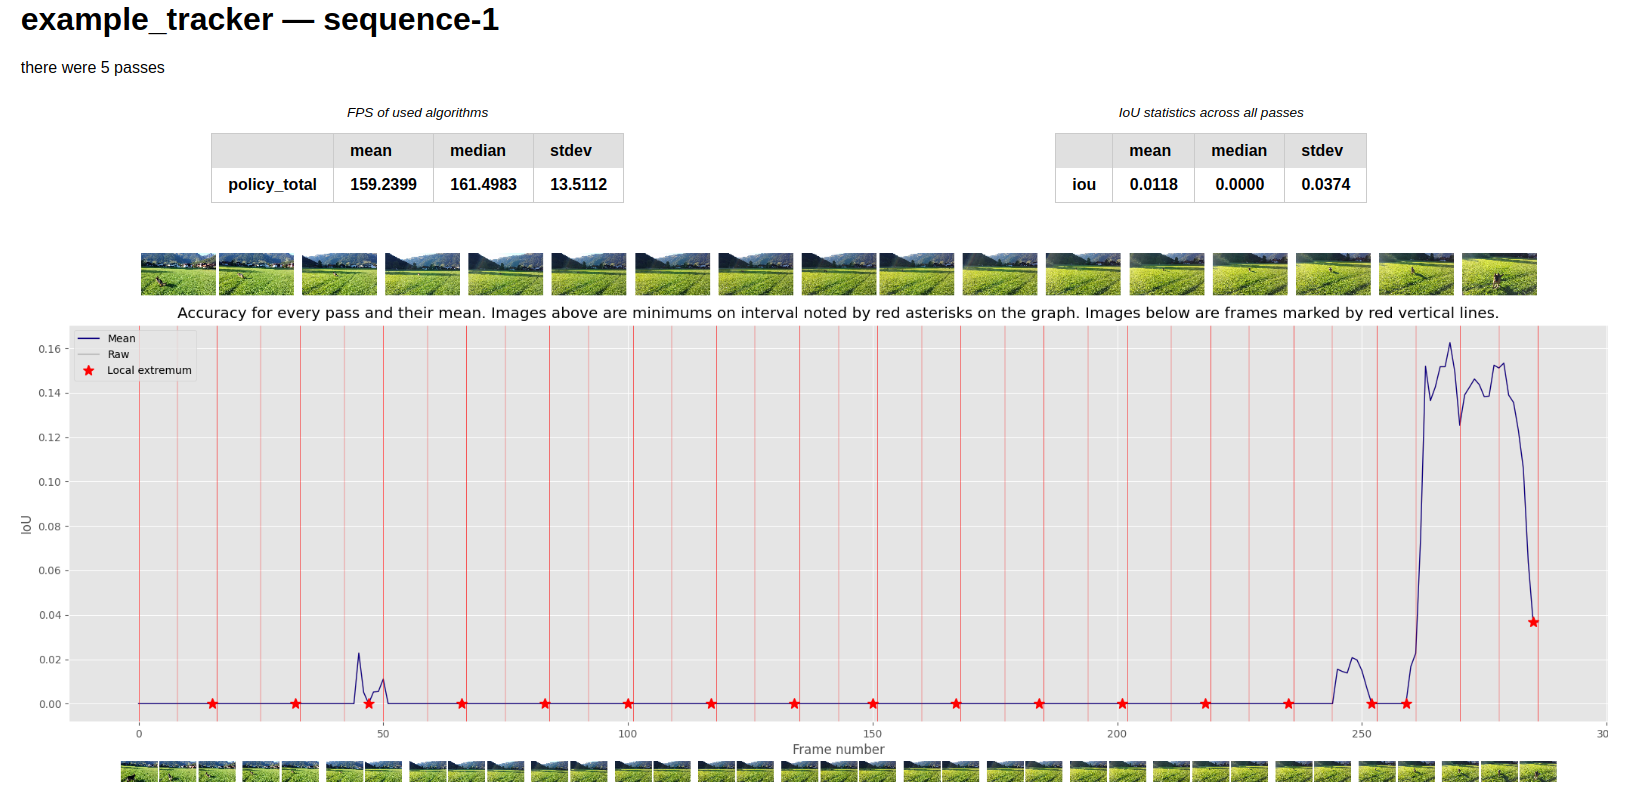 example_tracker — sequence-1
there were 5 passes
FPS of used algorithms
mean median stdev
policy_total 159.2399 161.4983 13.5112
IoU statistics across all passes
mean median stdev
iou 0.0118 0.0000 0.0374
Accuracy for every pass and their mean. Images above are minimums on interval noted by red asterisks on the graph. Images below are frames marked by red vertical lines.
Mean
Raw
Local extremum
IoU
0.16
0.14
0.12
0.10
0.08
0.06
0.04
0.02
0.00
0 50 100 150 200 250 30
Frame number